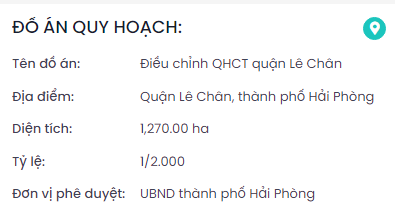 ĐỒ ÁN QUY HOẠCH:
Tên đồ án: Điều chỉnh QHCT quận Lê Chân
Địa điểm: Quận Lê Chân, thành phố Hải Phòng
Diện tích: 1,270.00 ha
Tỷ lệ: 1/2.000
Đơn vị phê duyệt: UBND thành phố Hải Phòng